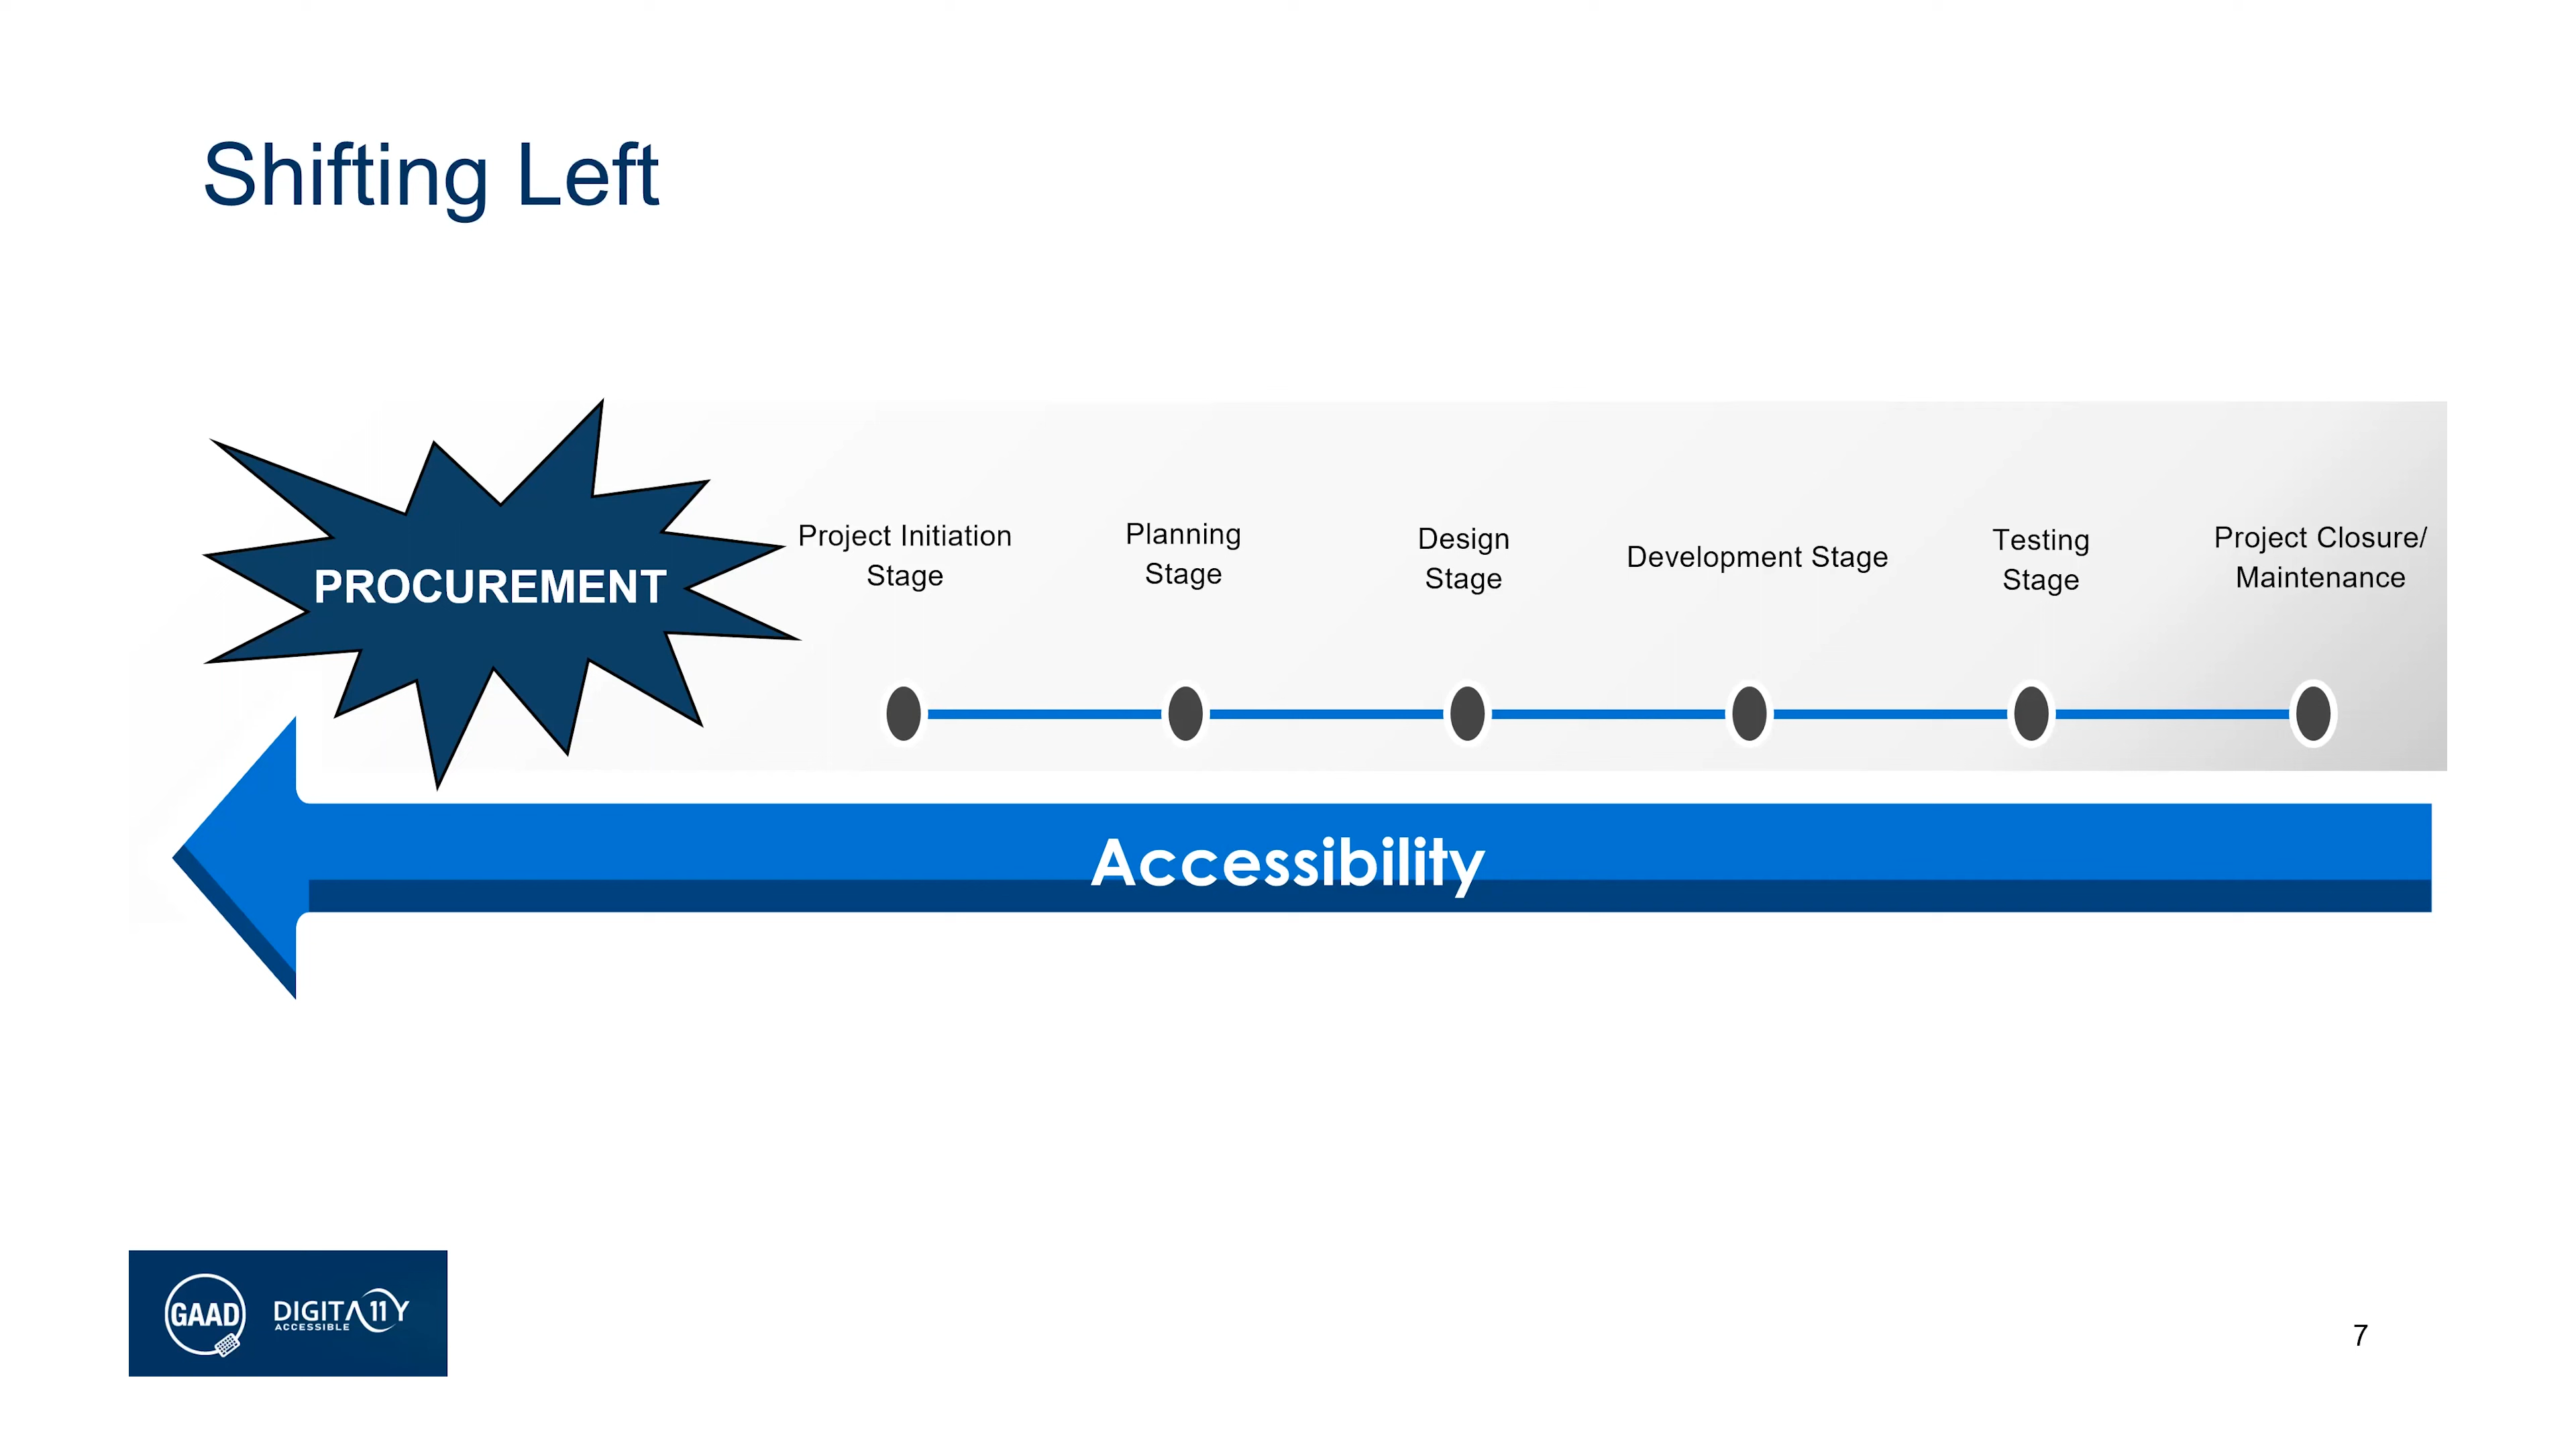 Shifting Left
PROCUREMENT
Project Initiation
Stage
Planning
Stage
Design
Stage
Development Stage
Testing
Stage
Project Closure/
Maintenance
Accessibility
GAAD
DIGITA11Y
ACCESSIBLE
7